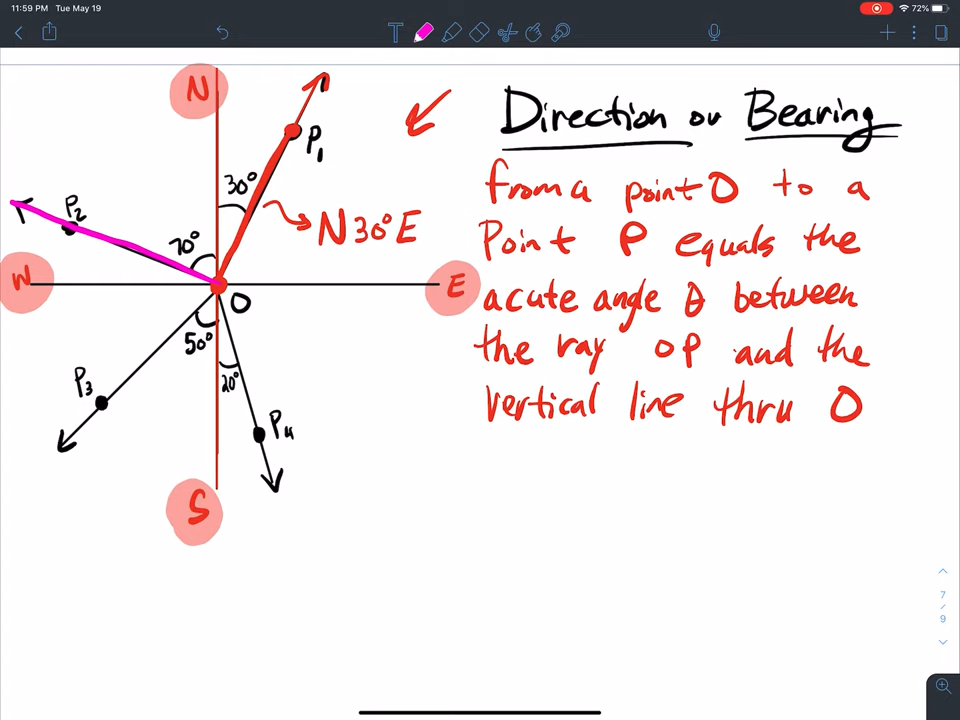 11:59 PM Tue May 19
72%
N
P1
30°
N30°E
P2
70°
W
E
O
50°
20°
P3
P4
S
Direction or Bearing
from a point O to a
Point P equals the
acute angle θ between
the ray OP and the
vertical line thru O
7
/
9